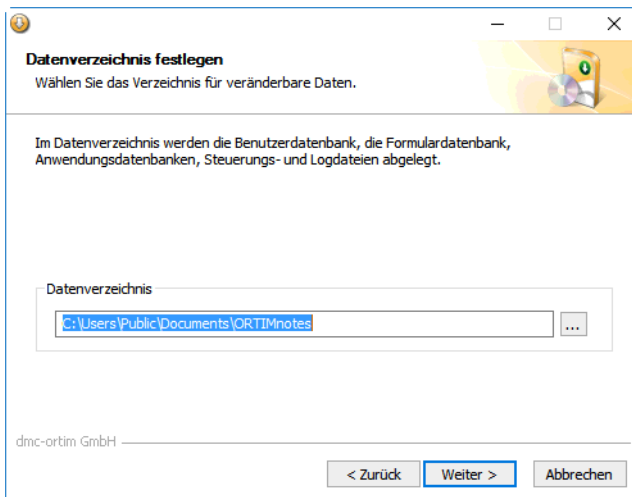 Datenverzeichnis festlegen
Wählen Sie das Verzeichnis für veränderbare Daten.
Im Datenverzeichnis werden die Benutzerdatenbank, die Formulardatenbank,
Anwendungsdatenbanken, Steuerungs- und Logdateien abgelegt.
Datenverzeichnis
C:\Users\Public\Documents\ORTIMnotes
...
dmc-ortim GmbH
< Zurück
Weiter >
Abbrechen